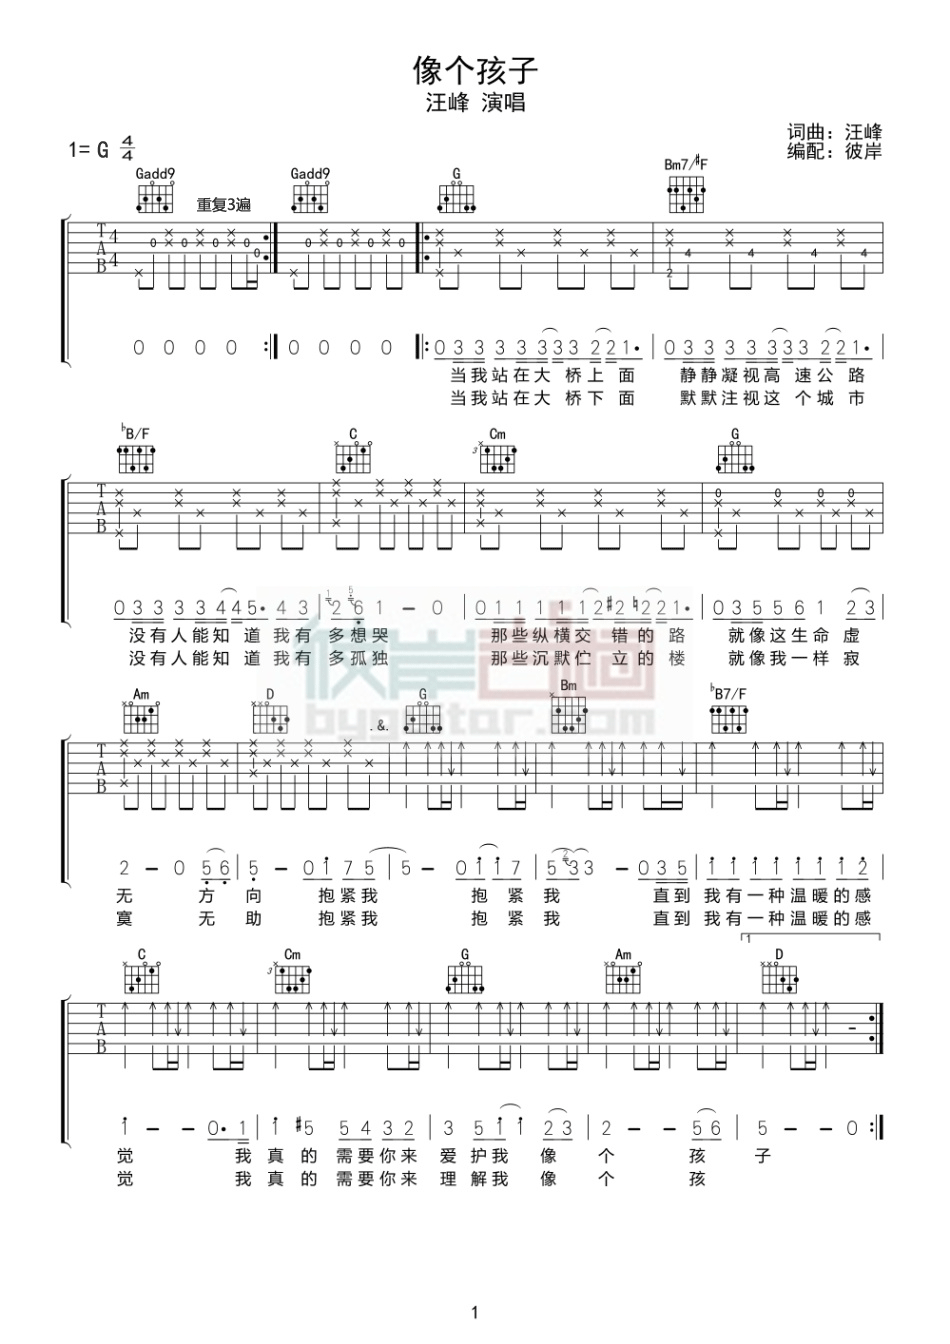 像个孩子
汪峰 演唱
词曲：汪峰
1= G 4/4
编配：彼岸
Gadd9 Gadd9 G Bm7/#F
重复3遍
T 4
A 4
B
0 0 0 0 :‖ 0 0 0 0 ‖: 0 3 3 3 3 3 3 3 2 2 1· | 0 3 3 3 3 3 3 3 2 2 1· |
当我站在大 桥上面 静静凝视高 速公路
当我站在大桥下面 默默注视这 个城市
bB/F C Cm G
T
A
B
0 3 3 3 3 4 4 5· 4 3 | 2 6 1 - 0 | 0 1 1 1 1 1 2 #2 ♮2 2 1· | 0 3 5 5 6 1 2 3
没有人能知 道我有 多想哭 那些纵横交 错的路 就像这生命虚
没有人能知 道我有 多孤独 那些沉默伫 立的楼 就像我一样寂
彼岸吉他
byguitar.com
Am D .&. G Bm bB7/F
T
A
B
2 - 0 5 6 | 5 - 0 1 7 5 | 5 - 0 1 1 7 | 5 2 3 3 - 0 3 5 | 1 1 1 1 1 1 1 2
无 方 向 抱紧我 抱 紧 我 直到 我有一种温暖的感
寞 无 助 抱紧我 抱 紧 我 直到 我有一种温暖的感
1
C Cm G Am D
T
A
B
1 - - 0· 1 | 1 #5 5 4 3 2 | 3 5 1 1 2 3 | 2 - - 5 6 | 5 - - 0 :‖
觉 我 真 的 需要你来 爱护我 像 个 孩 子
觉 我 真 的 需要你来 理解我 像 个 孩
1